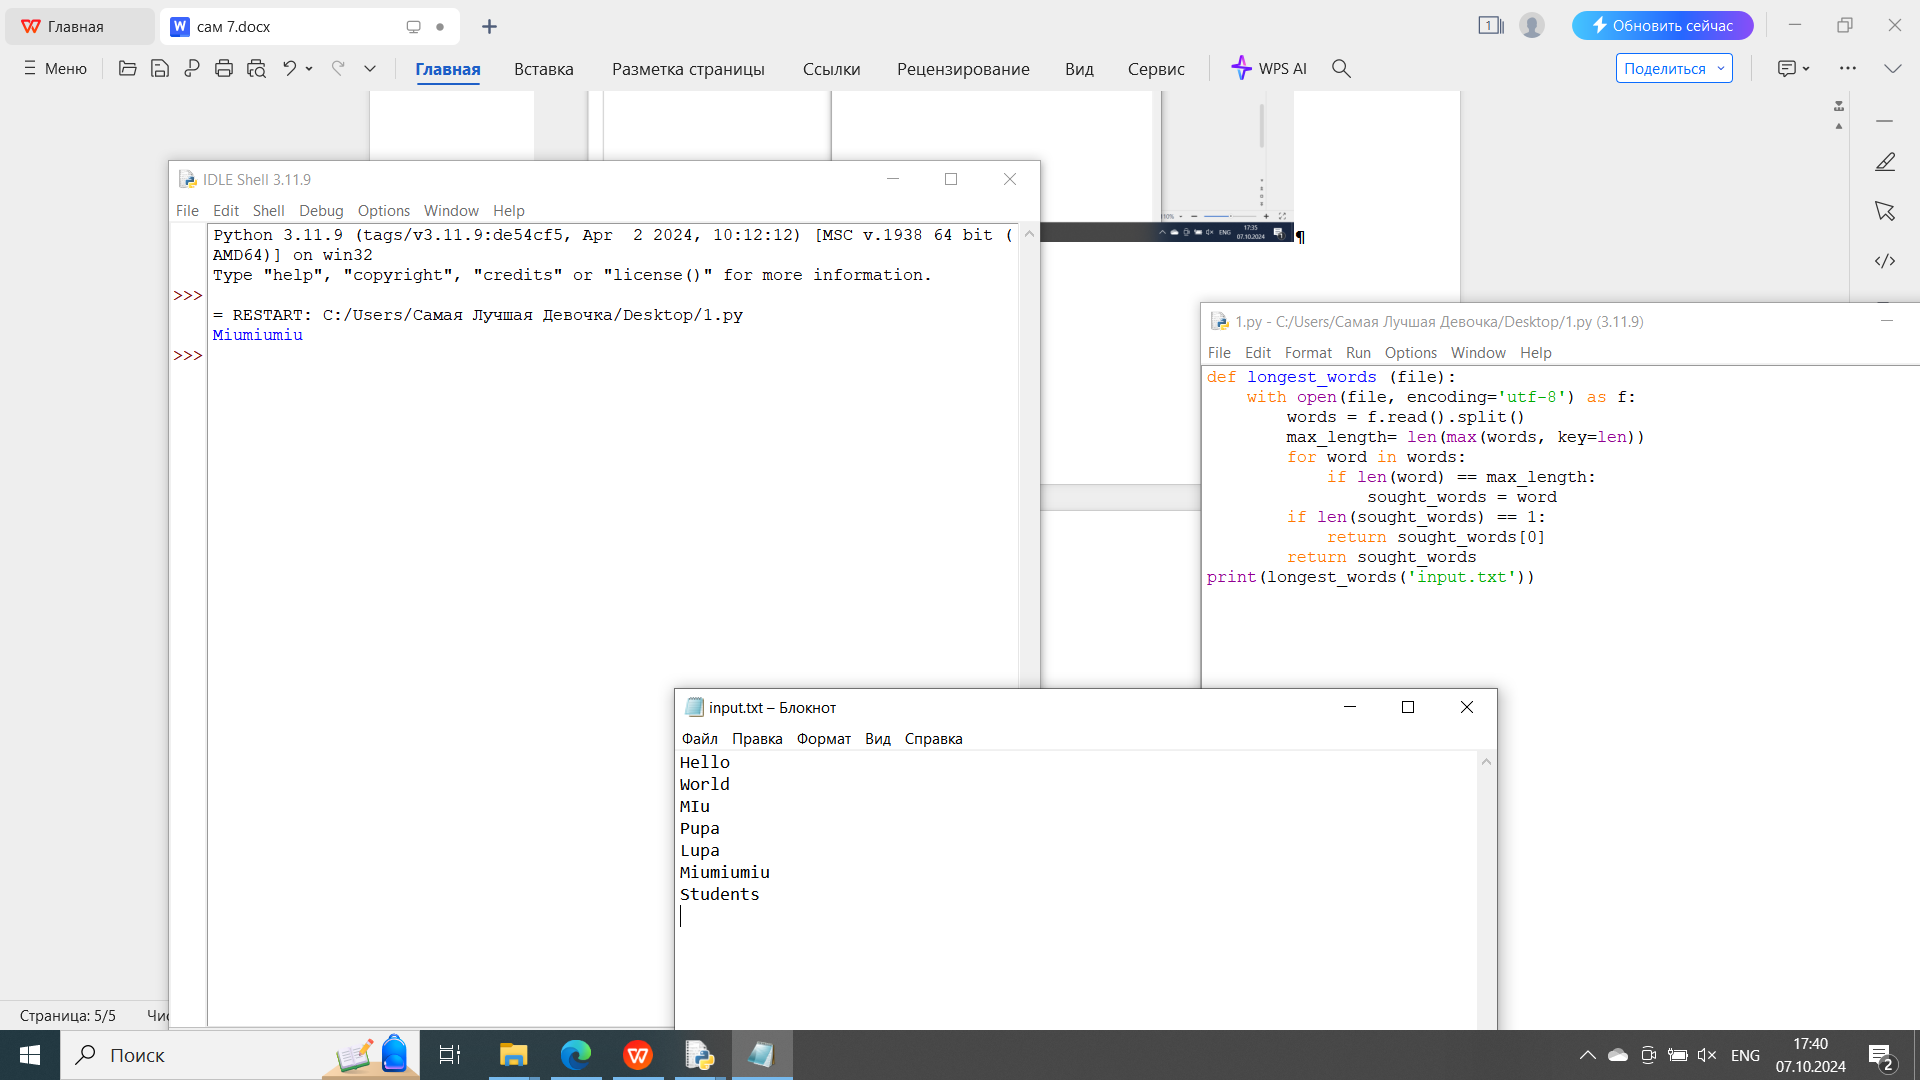 Главная
сам 7.docx
1
Обновить сейчас
Меню
Главная
Вставка
Разметка страницы
Ссылки
Рецензирование
Вид
Сервис
WPS AI
Поделиться
IDLE Shell 3.11.9
File Edit Shell Debug Options Window Help
Python 3.11.9 (tags/v3.11.9:de54cf5, Apr  2 2024, 10:12:12) [MSC v.1938 64 bit (
AMD64)] on win32
Type "help", "copyright", "credits" or "license()" for more information.
>>>
= RESTART: C:/Users/Самая Лучшая Девочка/Desktop/1.py
Miumiumiu
>>>
ENG
17:35
07.10.2024
¶
1.py - C:/Users/Самая Лучшая Девочка/Desktop/1.py (3.11.9)
File Edit Format Run Options Window Help
def longest_words (file):
    with open(file, encoding='utf-8') as f:
        words = f.read().split()
        max_length= len(max(words, key=len))
        for word in words:
            if len(word) == max_length:
                sought_words = word
        if len(sought_words) == 1:
            return sought_words[0]
        return sought_words
print(longest_words('input.txt'))
input.txt – Блокнот
Файл Правка Формат Вид Справка
Hello
World
MIu
Pupa
Lupa
Miumiumiu
Students
Страница: 5/5
Поиск
ENG
17:40
07.10.2024
2